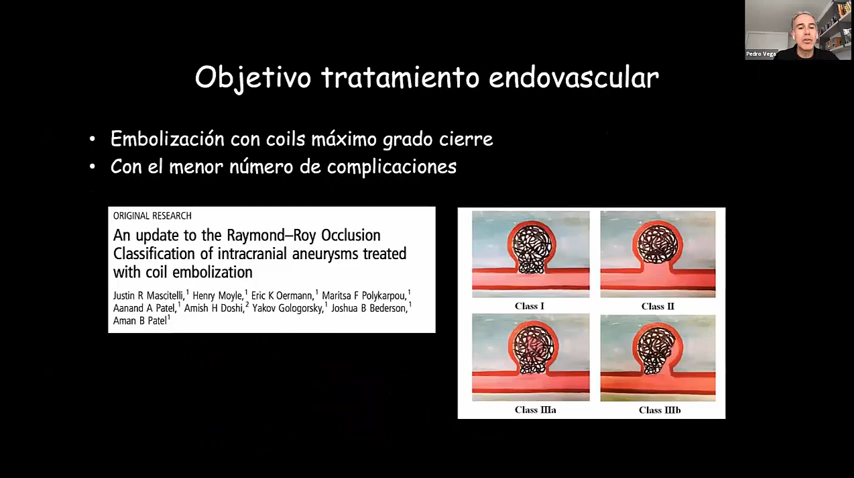 Pedro Vega
Objetivo tratamiento endovascular
• Embolización con coils máximo grado cierre
• Con el menor número de complicaciones
ORIGINAL RESEARCH
An update to the Raymond–Roy Occlusion
Classification of intracranial aneurysms treated
with coil embolization
Justin R Mascitelli,¹ Henry Moyle,¹ Eric K Oermann,¹ Maritsa F Polykarpou,¹
Aanand A Patel,¹ Amish H Doshi,² Yakov Gologorsky,¹ Joshua B Bederson,¹
Aman B Patel¹
Class I
Class II
Class IIIa
Class IIIb